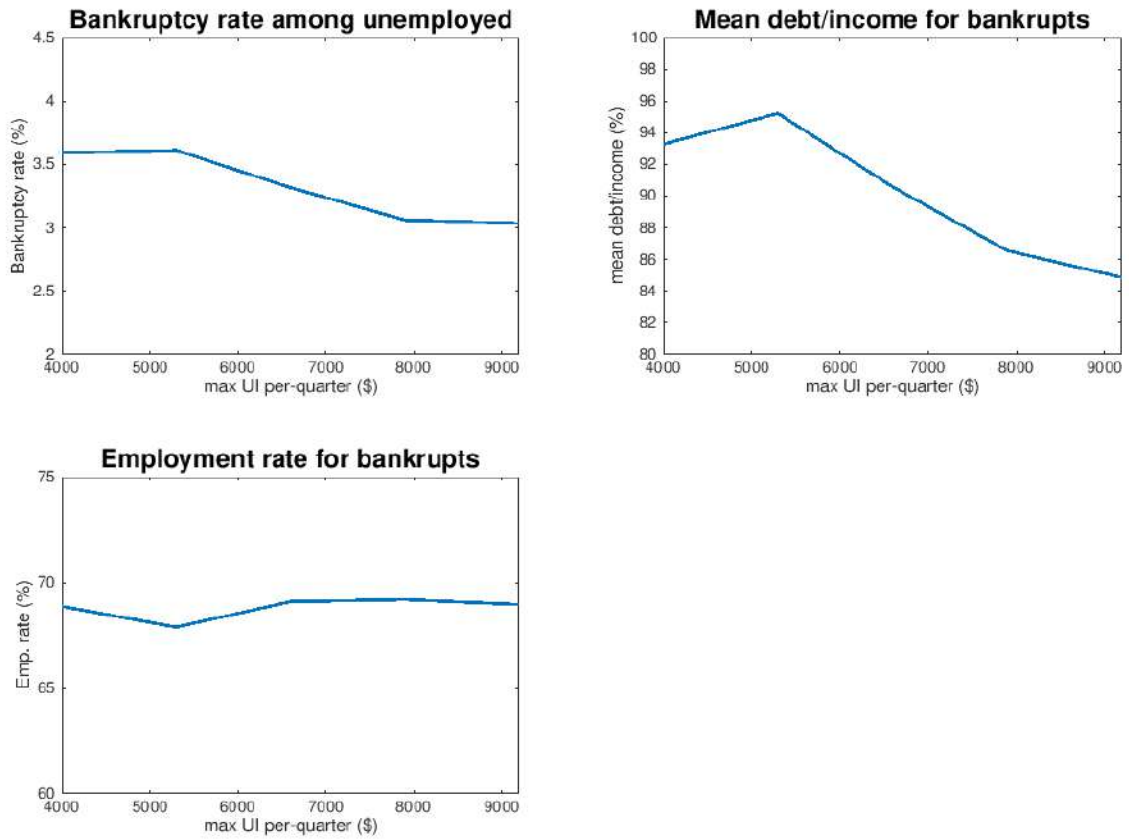 Bankruptcy rate among unemployed
4.5
4
3.5
3
2.5
2
Bankruptcy rate (%)
4000 5000 6000 7000 8000 9000
max UI per-quarter ($)
Mean debt/income for bankrupts
100
98
96
94
92
90
88
86
84
82
80
mean debt/income (%)
4000 5000 6000 7000 8000 9000
max UI per-quarter ($)
Employment rate for bankrupts
75
70
65
60
Emp. rate (%)
4000 5000 6000 7000 8000 9000
max UI per-quarter ($)